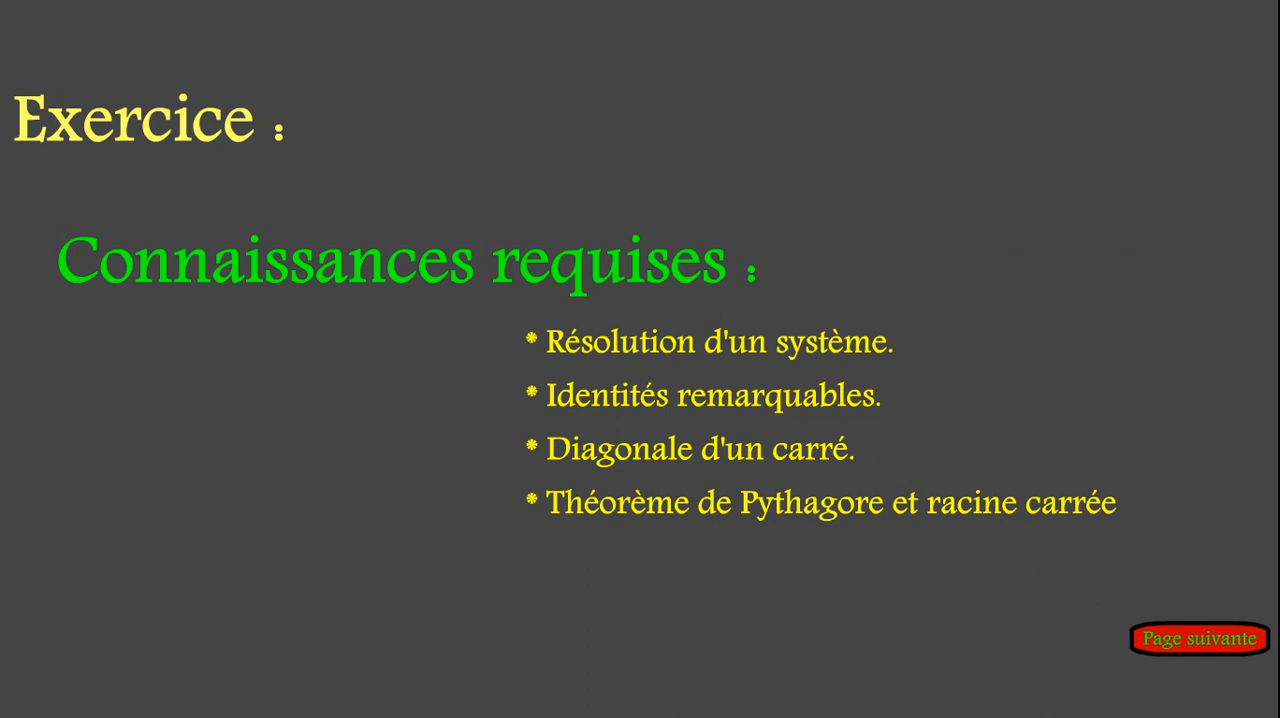 Exercice :
Connaissances requises :
* Résolution d'un système.
* Identités remarquables.
* Diagonale d'un carré.
* Théorème de Pythagore et racine carrée
Page suivante